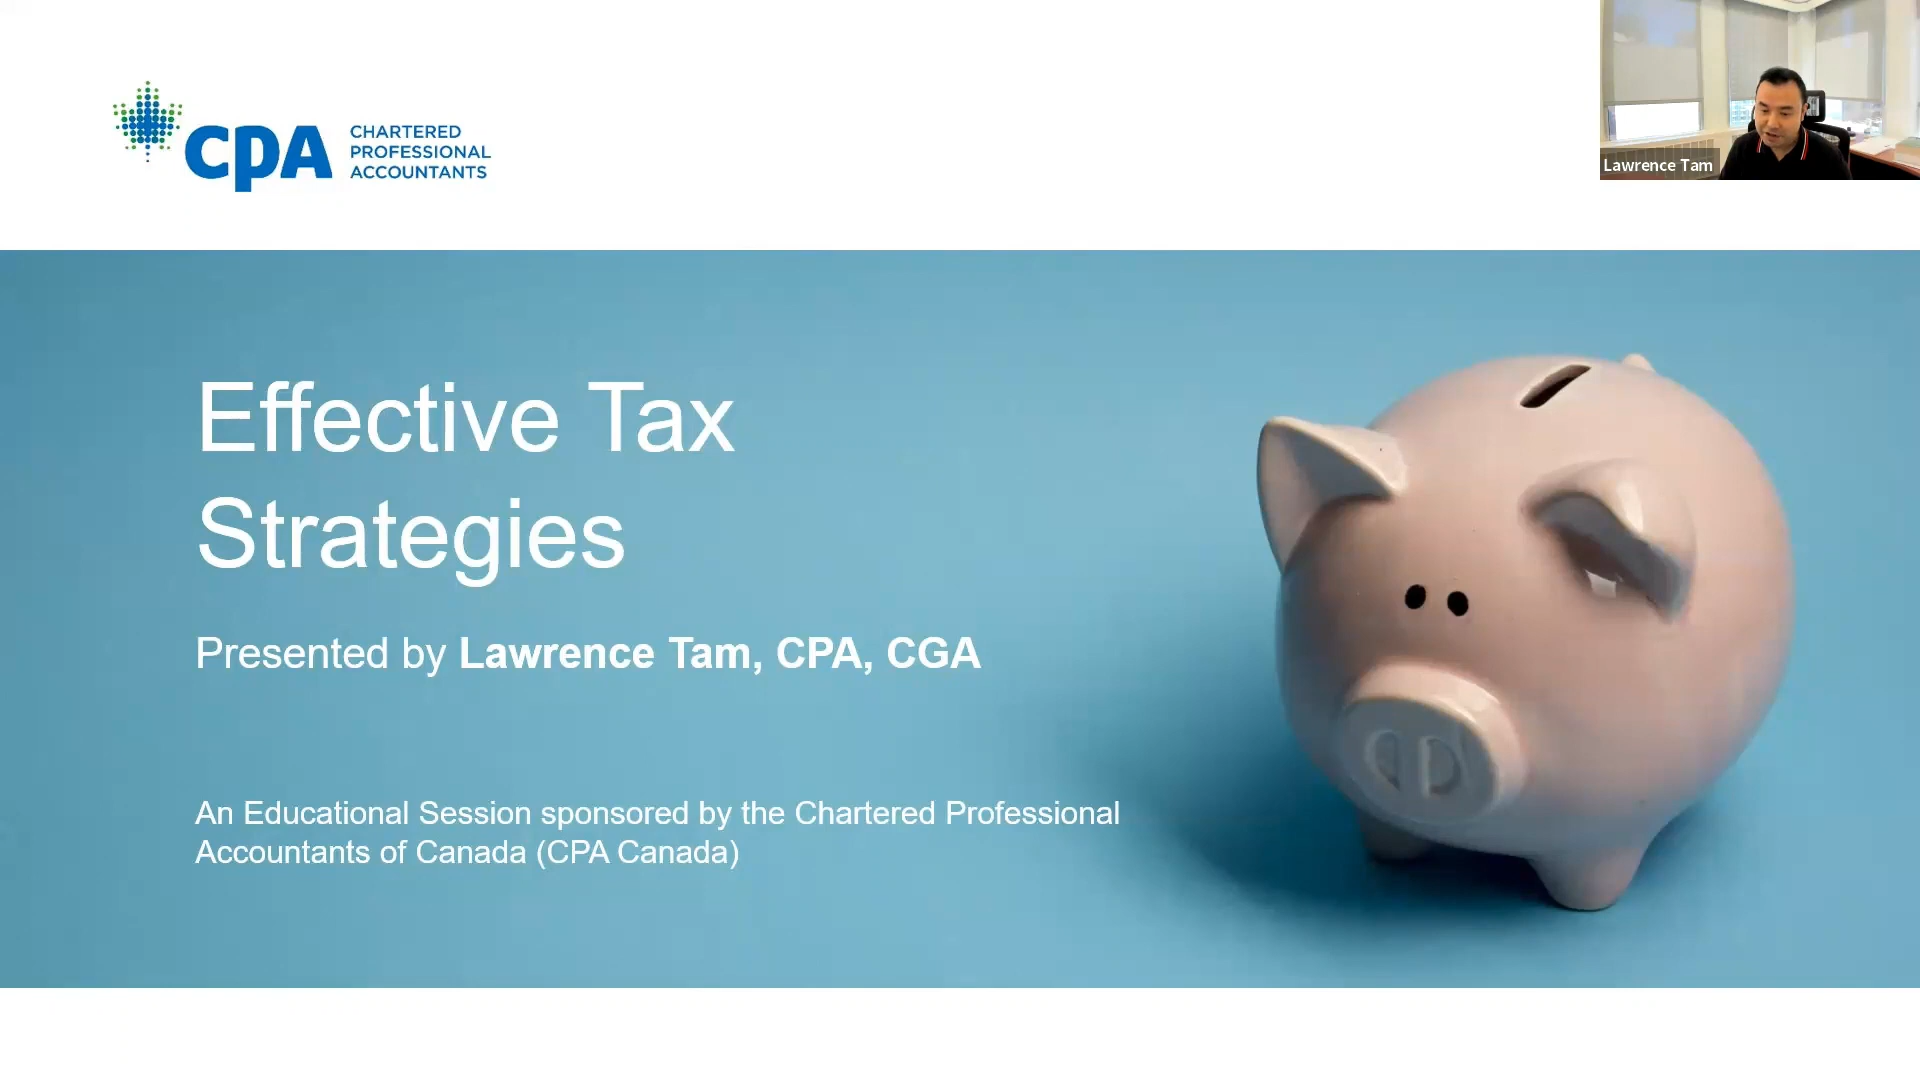 CPA
CHARTERED
PROFESSIONAL
ACCOUNTANTS
Lawrence Tam
Effective Tax
Strategies
Presented by Lawrence Tam, CPA, CGA
An Educational Session sponsored by the Chartered Professional
Accountants of Canada (CPA Canada)